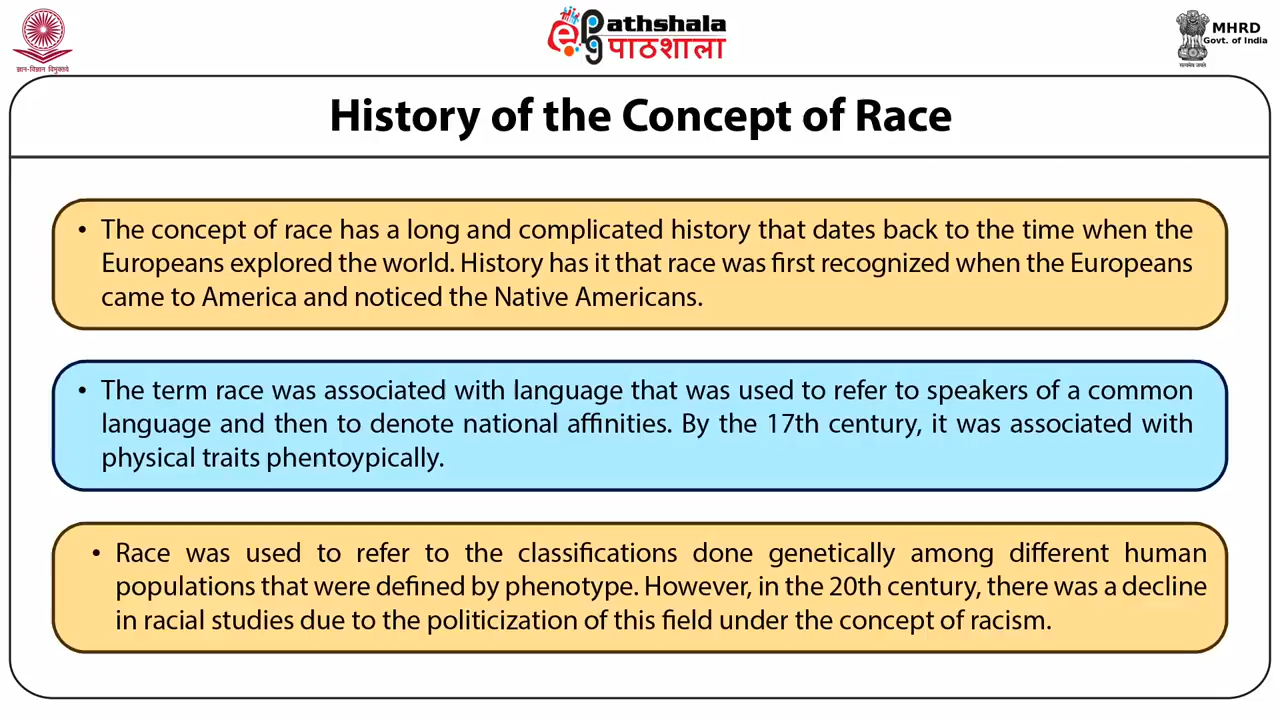 ज्ञान-विज्ञान विमुक्तये
ePathshala
पाठशाला
MHRD
Govt. of India
सत्यमेव जयते
History of the Concept of Race
• The concept of race has a long and complicated history that dates back to the time when the
Europeans explored the world. History has it that race was first recognized when the Europeans
came to America and noticed the Native Americans.
• The term race was associated with language that was used to refer to speakers of a common
language and then to denote national affinities. By the 17th century, it was associated with
physical traits phentoypically.
• Race was used to refer to the classifications done genetically among different human
populations that were defined by phenotype. However, in the 20th century, there was a decline
in racial studies due to the politicization of this field under the concept of racism.